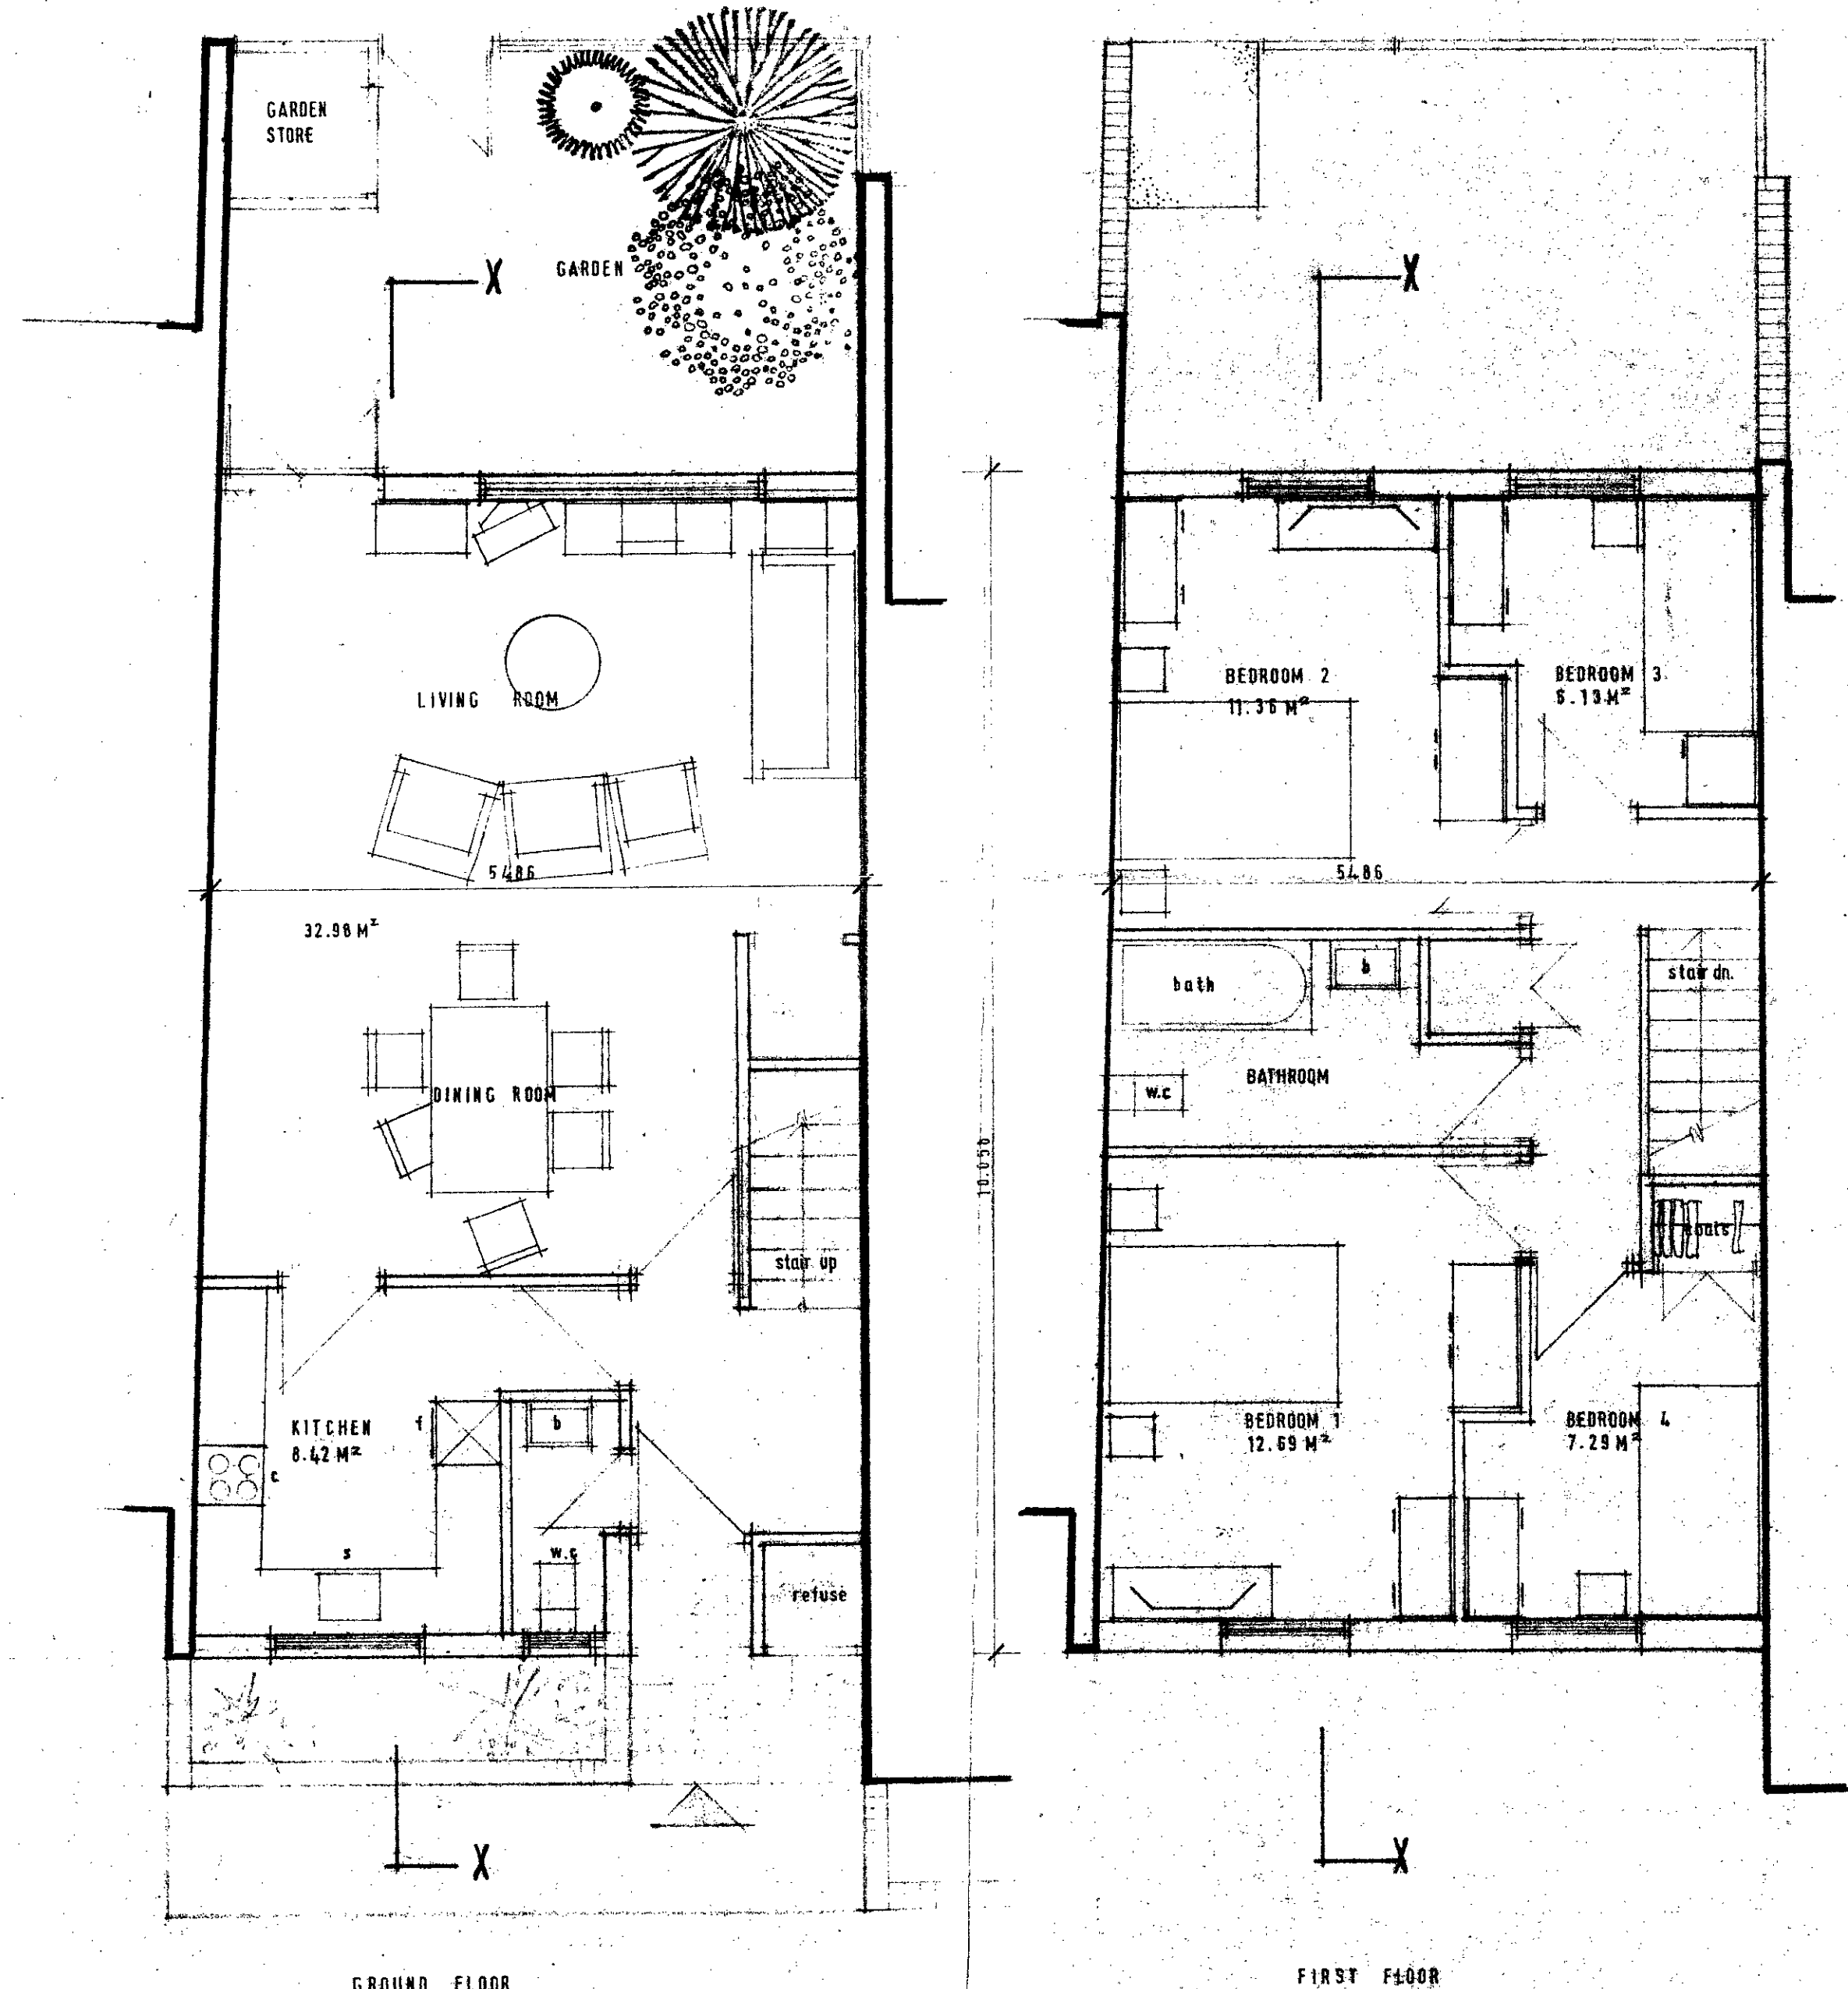 GARDEN
STORE
X
GARDEN
LIVING ROOM
5486
32.98 M²
DINING ROOM
stair up
KITCHEN
8.42 M²
f
b
c
s
w.c
refuse
X
GROUND FLOOR
10.056
X
BEDROOM 2
11.36 M²
BEDROOM 3
5486
bath
b
stair dn.
BATHROOM
w.c
coats
BEDROOM 1
12.69 M²
BEDROOM 4
7.29 M²
X
FIRST FLOOR